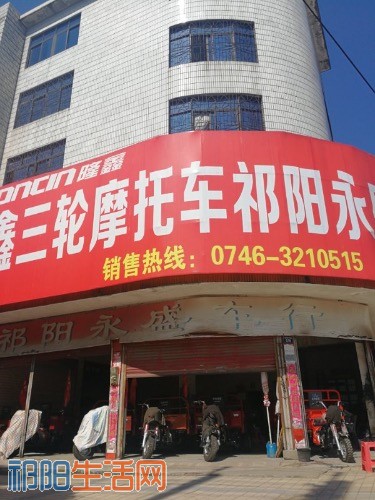 ONCIN隆鑫
鑫三轮摩托车祁阳永
销售热线：0746-3210515
祁阳永盛车行
祁阳生活网